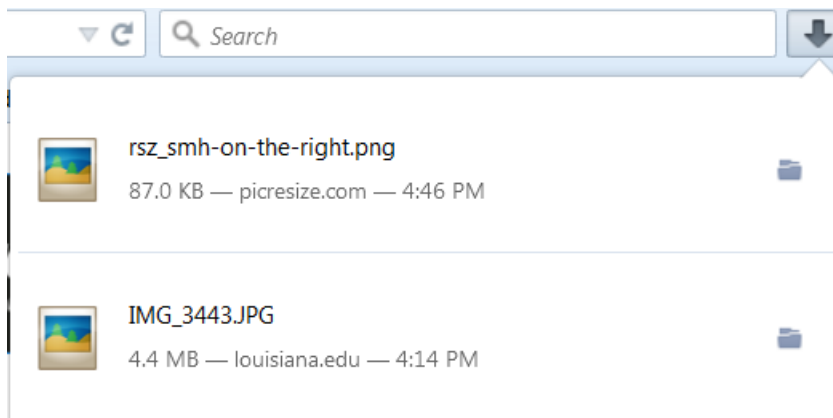 Search
rsz_smh-on-the-right.png
87.0 KB — picresize.com — 4:46 PM
IMG_3443.JPG
4.4 MB — louisiana.edu — 4:14 PM